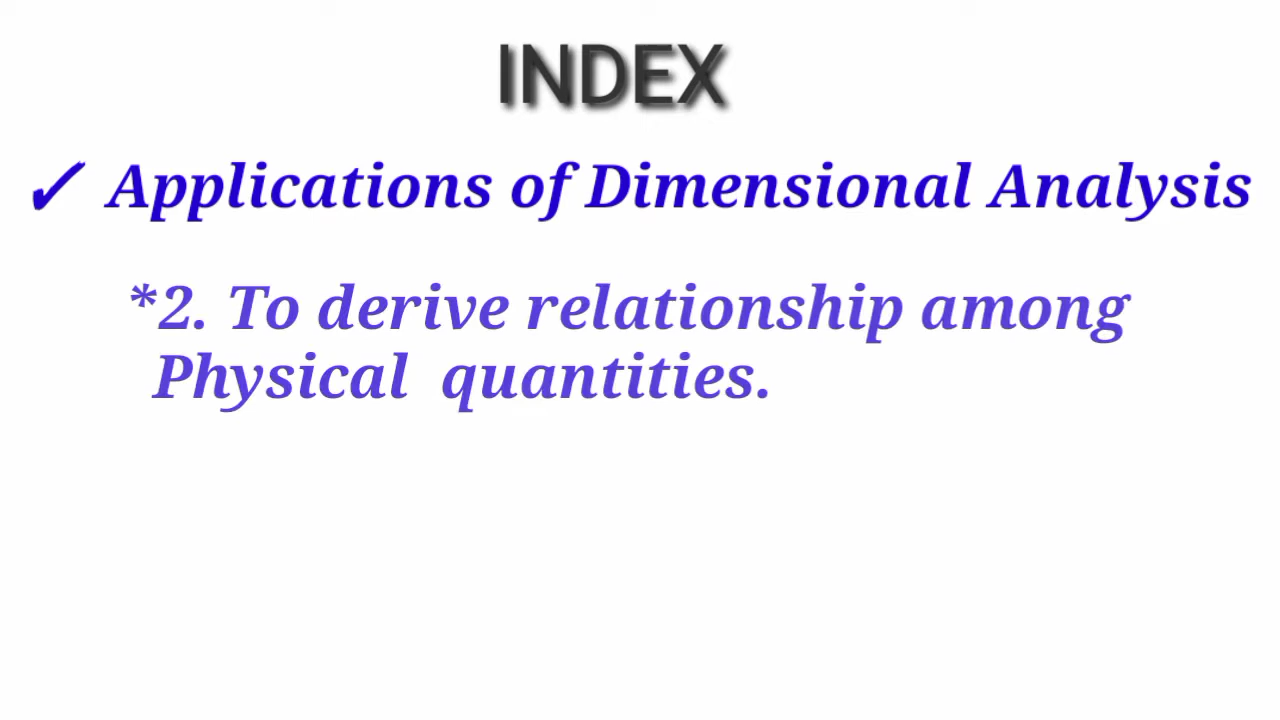 INDEX
✓ Applications of Dimensional Analysis
*2. To derive relationship among
Physical quantities.